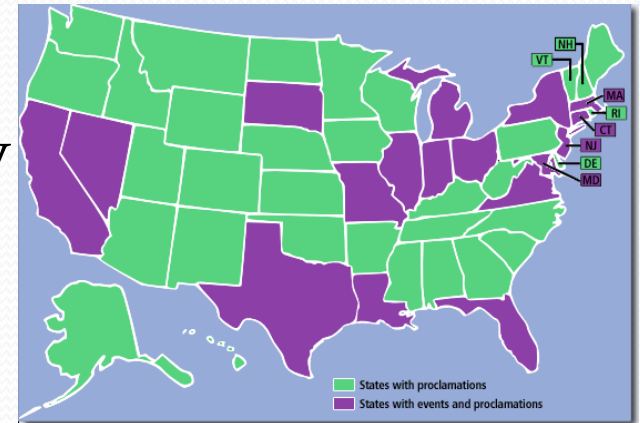 y
NH
VT
MA
RI
CT
NJ
DE
MD
States with proclamations
States with events and proclamations